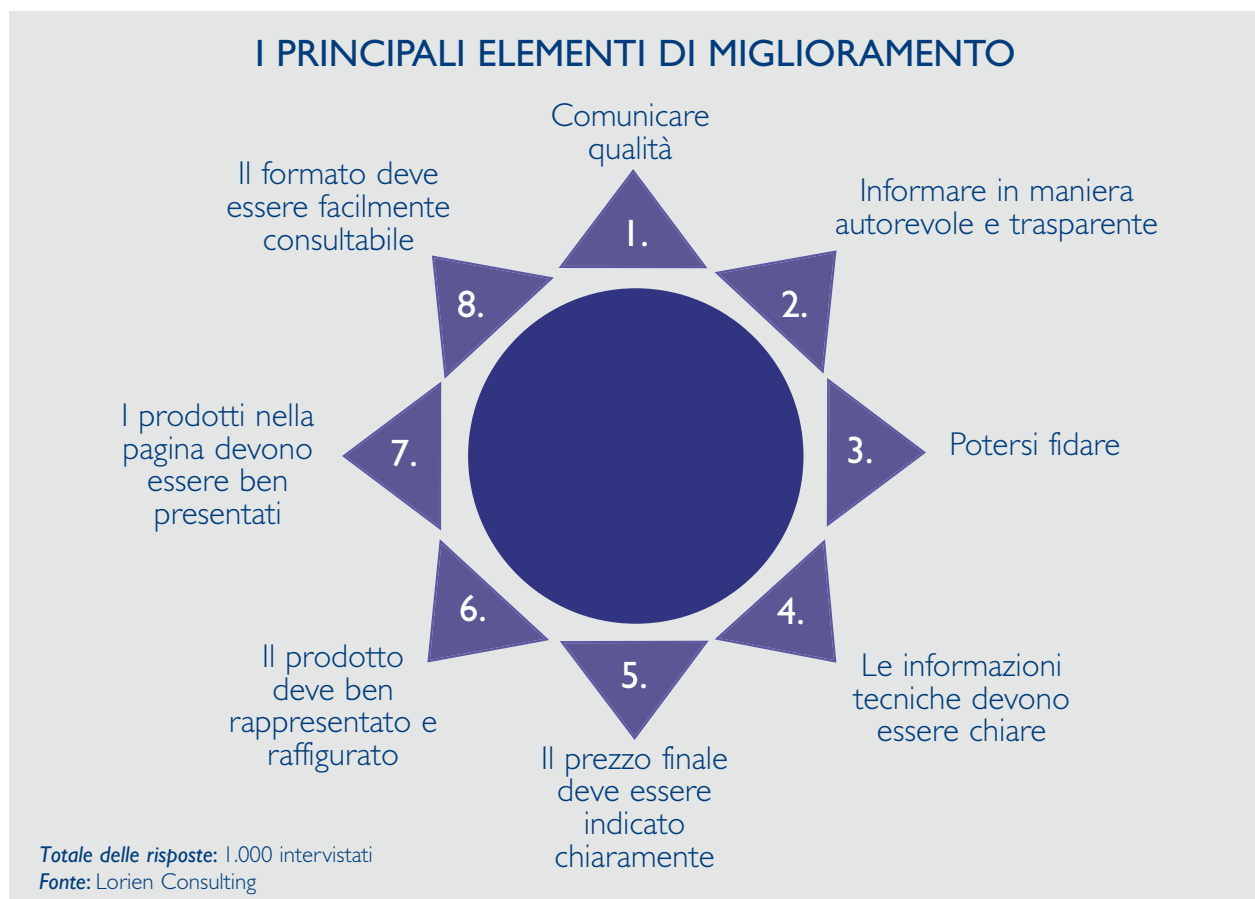 I PRINCIPALI ELEMENTI DI MIGLIORAMENTO
Comunicare
qualità
1.
Informare in maniera
autorevole e trasparente
2.
Potersi fidare
3.
Le informazioni
tecniche devono
essere chiare
4.
Il prezzo finale
deve essere
indicato
chiaramente
5.
Il prodotto
deve ben
rappresentato e
raffigurato
6.
I prodotti nella
pagina devono
essere ben
presentati
7.
Il formato deve
essere facilmente
consultabile
8.
Totale delle risposte: 1.000 intervistati
Fonte: Lorien Consulting